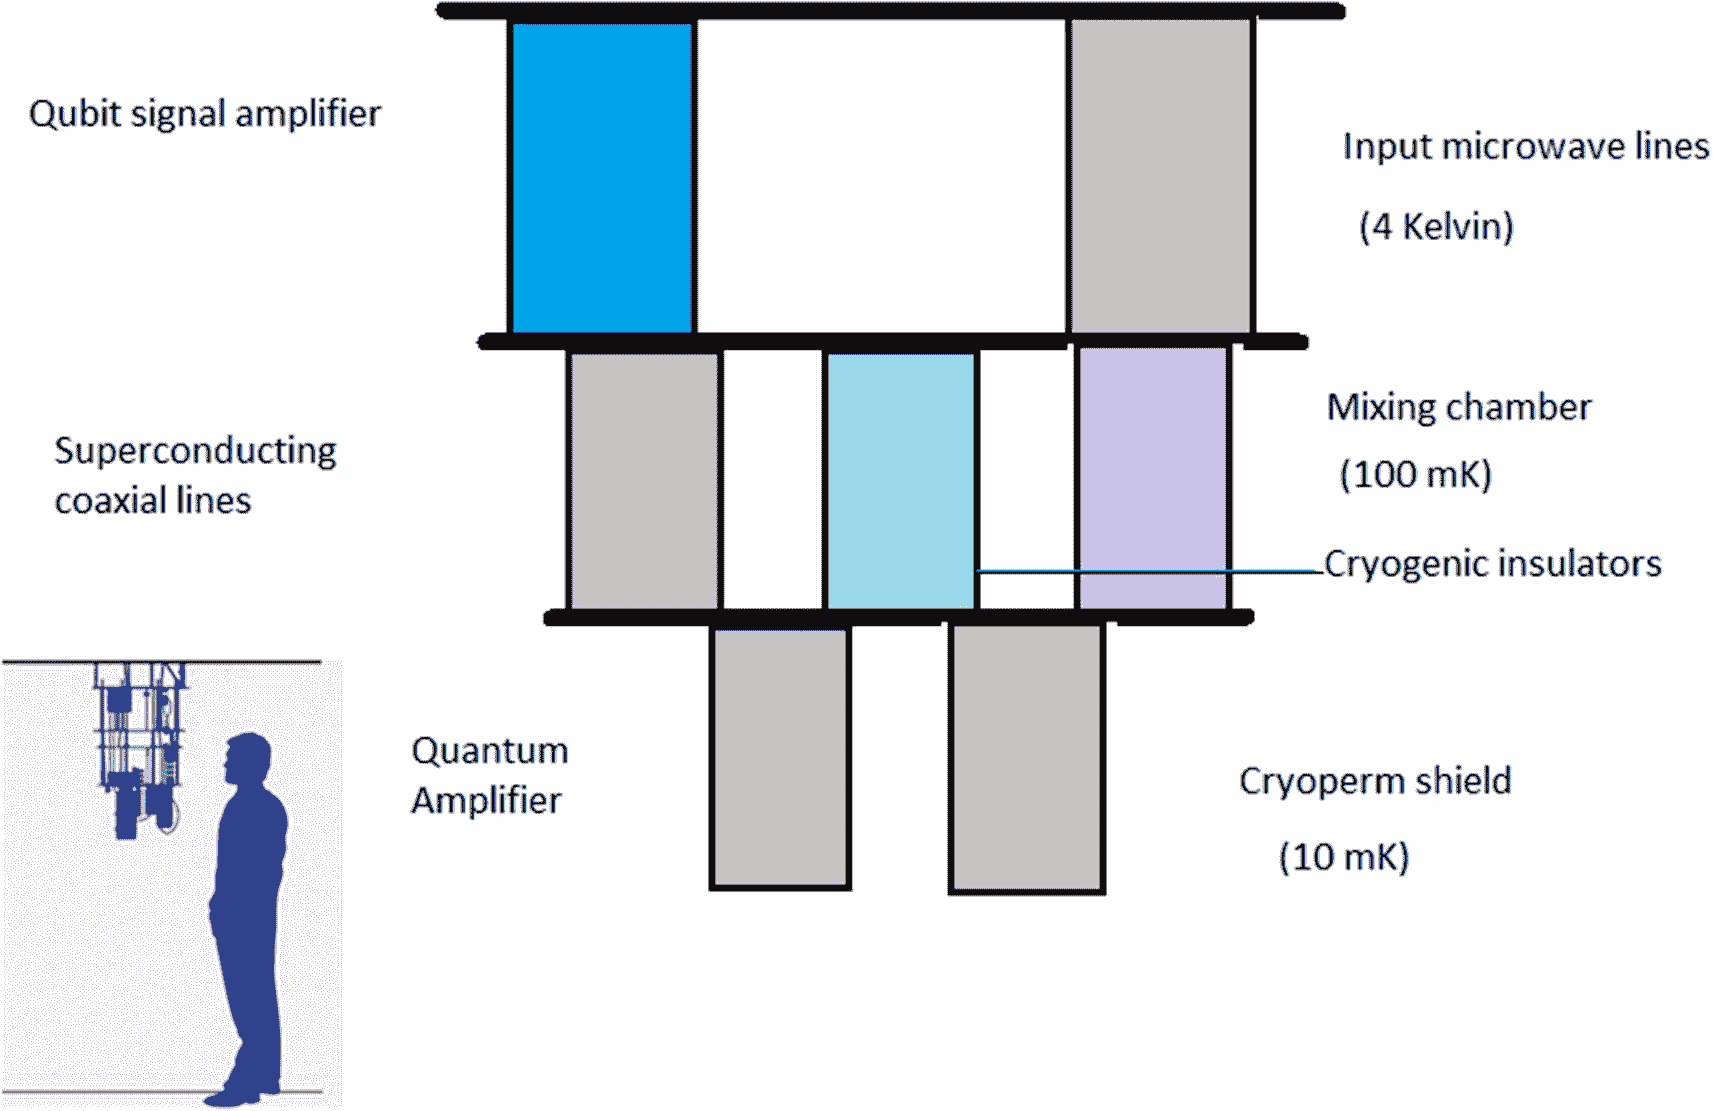 Qubit signal amplifier
Input microwave lines
(4 Kelvin)
Mixing chamber
(100 mK)
Superconducting
coaxial lines
Cryogenic insulators
Quantum
Amplifier
Cryoperm shield
(10 mK)